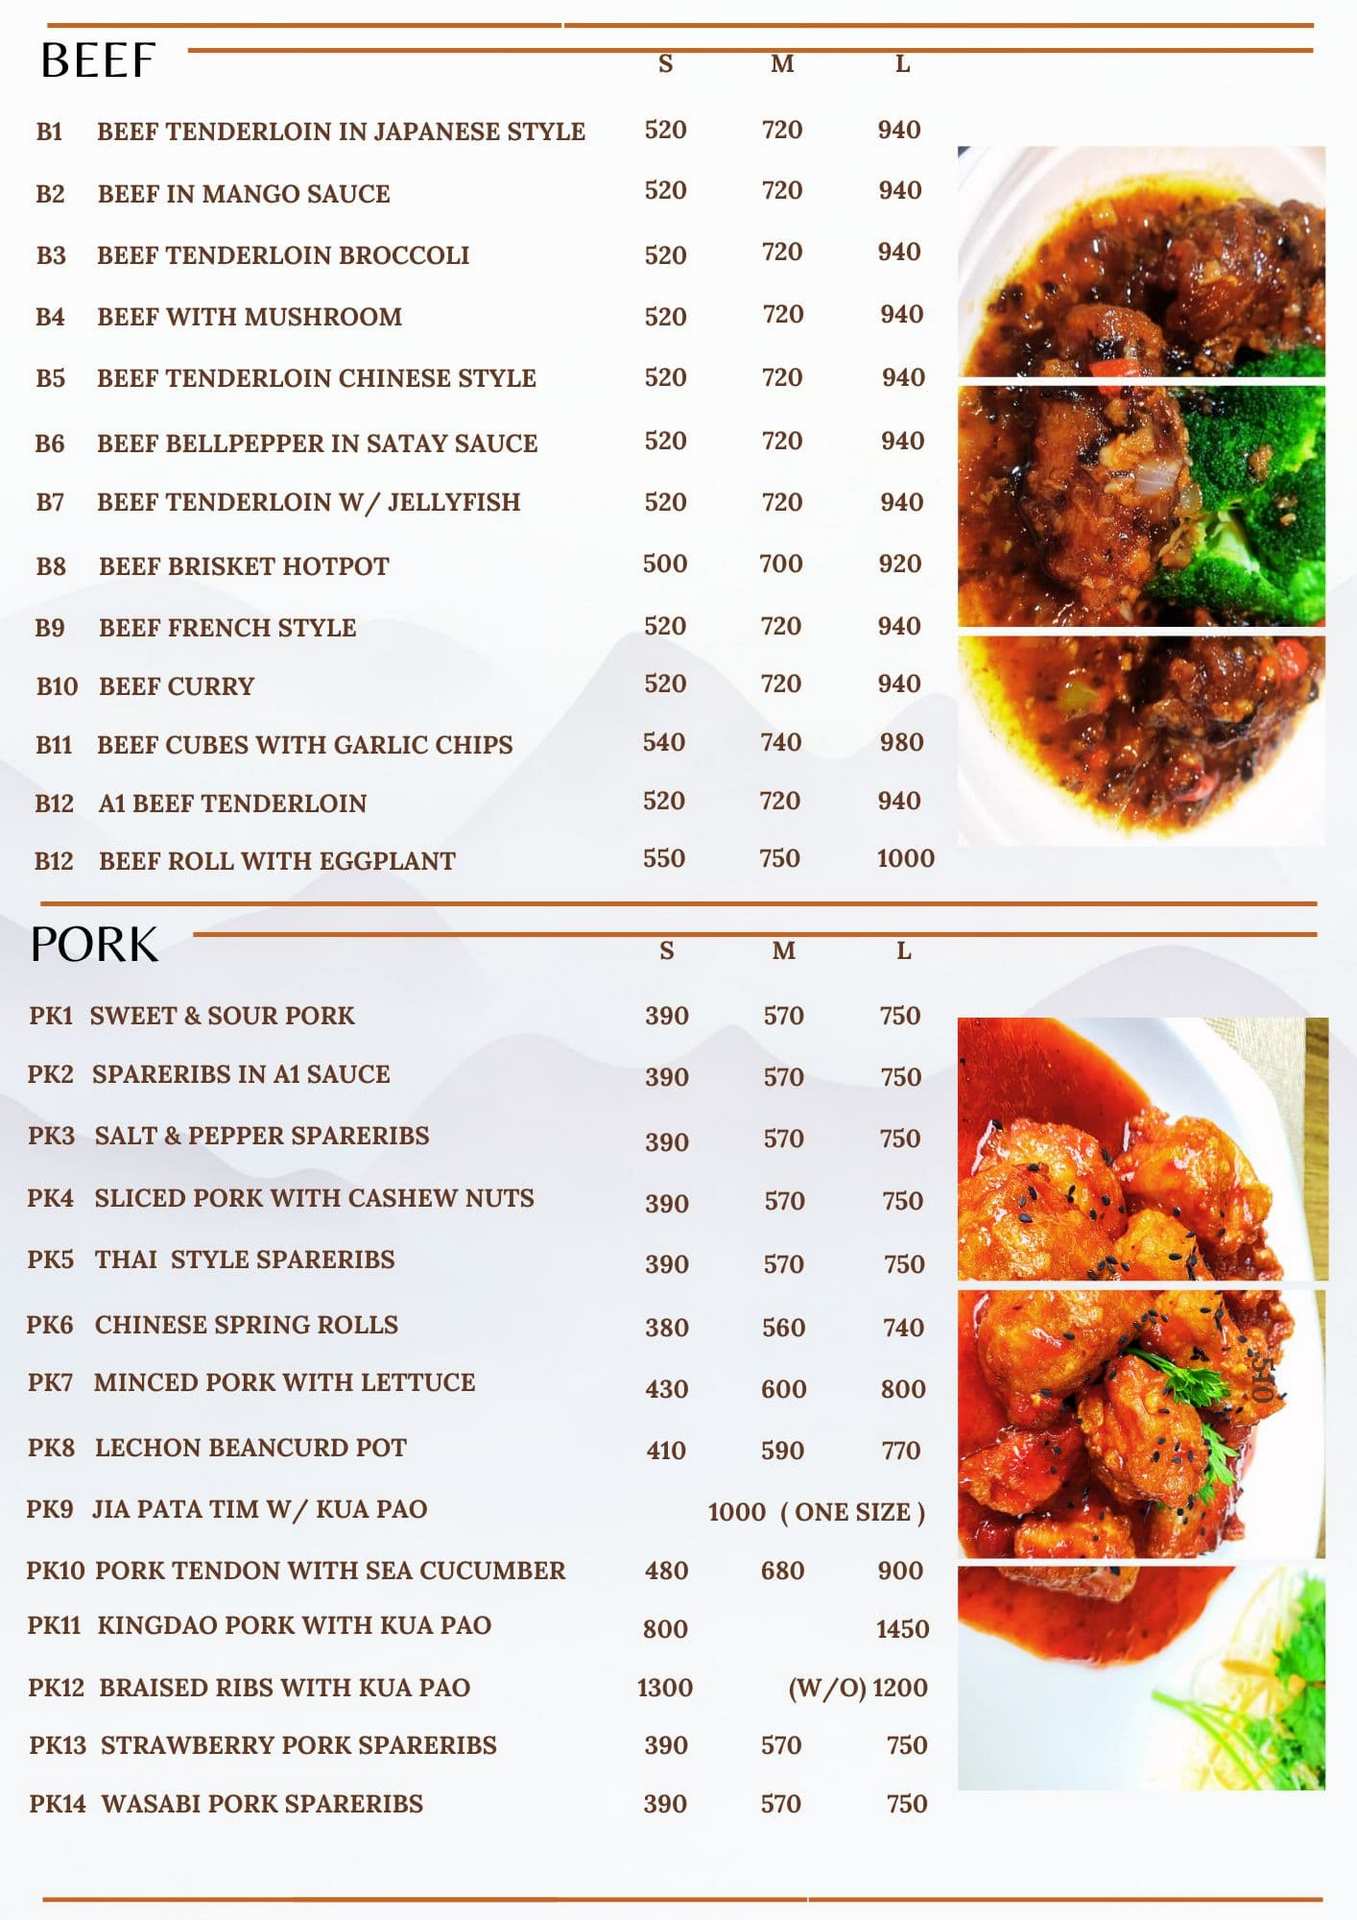 BEEF
S M L
B1 BEEF TENDERLOIN IN JAPANESE STYLE 520 720 940
B2 BEEF IN MANGO SAUCE 520 720 940
B3 BEEF TENDERLOIN BROCCOLI 520 720 940
B4 BEEF WITH MUSHROOM 520 720 940
B5 BEEF TENDERLOIN CHINESE STYLE 520 720 940
B6 BEEF BELLPEPPER IN SATAY SAUCE 520 720 940
B7 BEEF TENDERLOIN W/ JELLYFISH 520 720 940
B8 BEEF BRISKET HOTPOT 500 700 920
B9 BEEF FRENCH STYLE 520 720 940
B10 BEEF CURRY 520 720 940
B11 BEEF CUBES WITH GARLIC CHIPS 540 740 980
B12 A1 BEEF TENDERLOIN 520 720 940
B12 BEEF ROLL WITH EGGPLANT 550 750 1000
PORK
S M L
PK1 SWEET & SOUR PORK 390 570 750
PK2 SPARERIBS IN A1 SAUCE 390 570 750
PK3 SALT & PEPPER SPARERIBS 390 570 750
PK4 SLICED PORK WITH CASHEW NUTS 390 570 750
PK5 THAI STYLE SPARERIBS 390 570 750
PK6 CHINESE SPRING ROLLS 380 560 740
PK7 MINCED PORK WITH LETTUCE 430 600 800
PK8 LECHON BEANCURD POT 410 590 770
PK9 JIA PATA TIM W/ KUA PAO 1000 ( ONE SIZE )
PK10 PORK TENDON WITH SEA CUCUMBER 480 680 900
PK11 KINGDAO PORK WITH KUA PAO 800 1450
PK12 BRAISED RIBS WITH KUA PAO 1300 (W/O) 1200
PK13 STRAWBERRY PORK SPARERIBS 390 570 750
PK14 WASABI PORK SPARERIBS 390 570 750